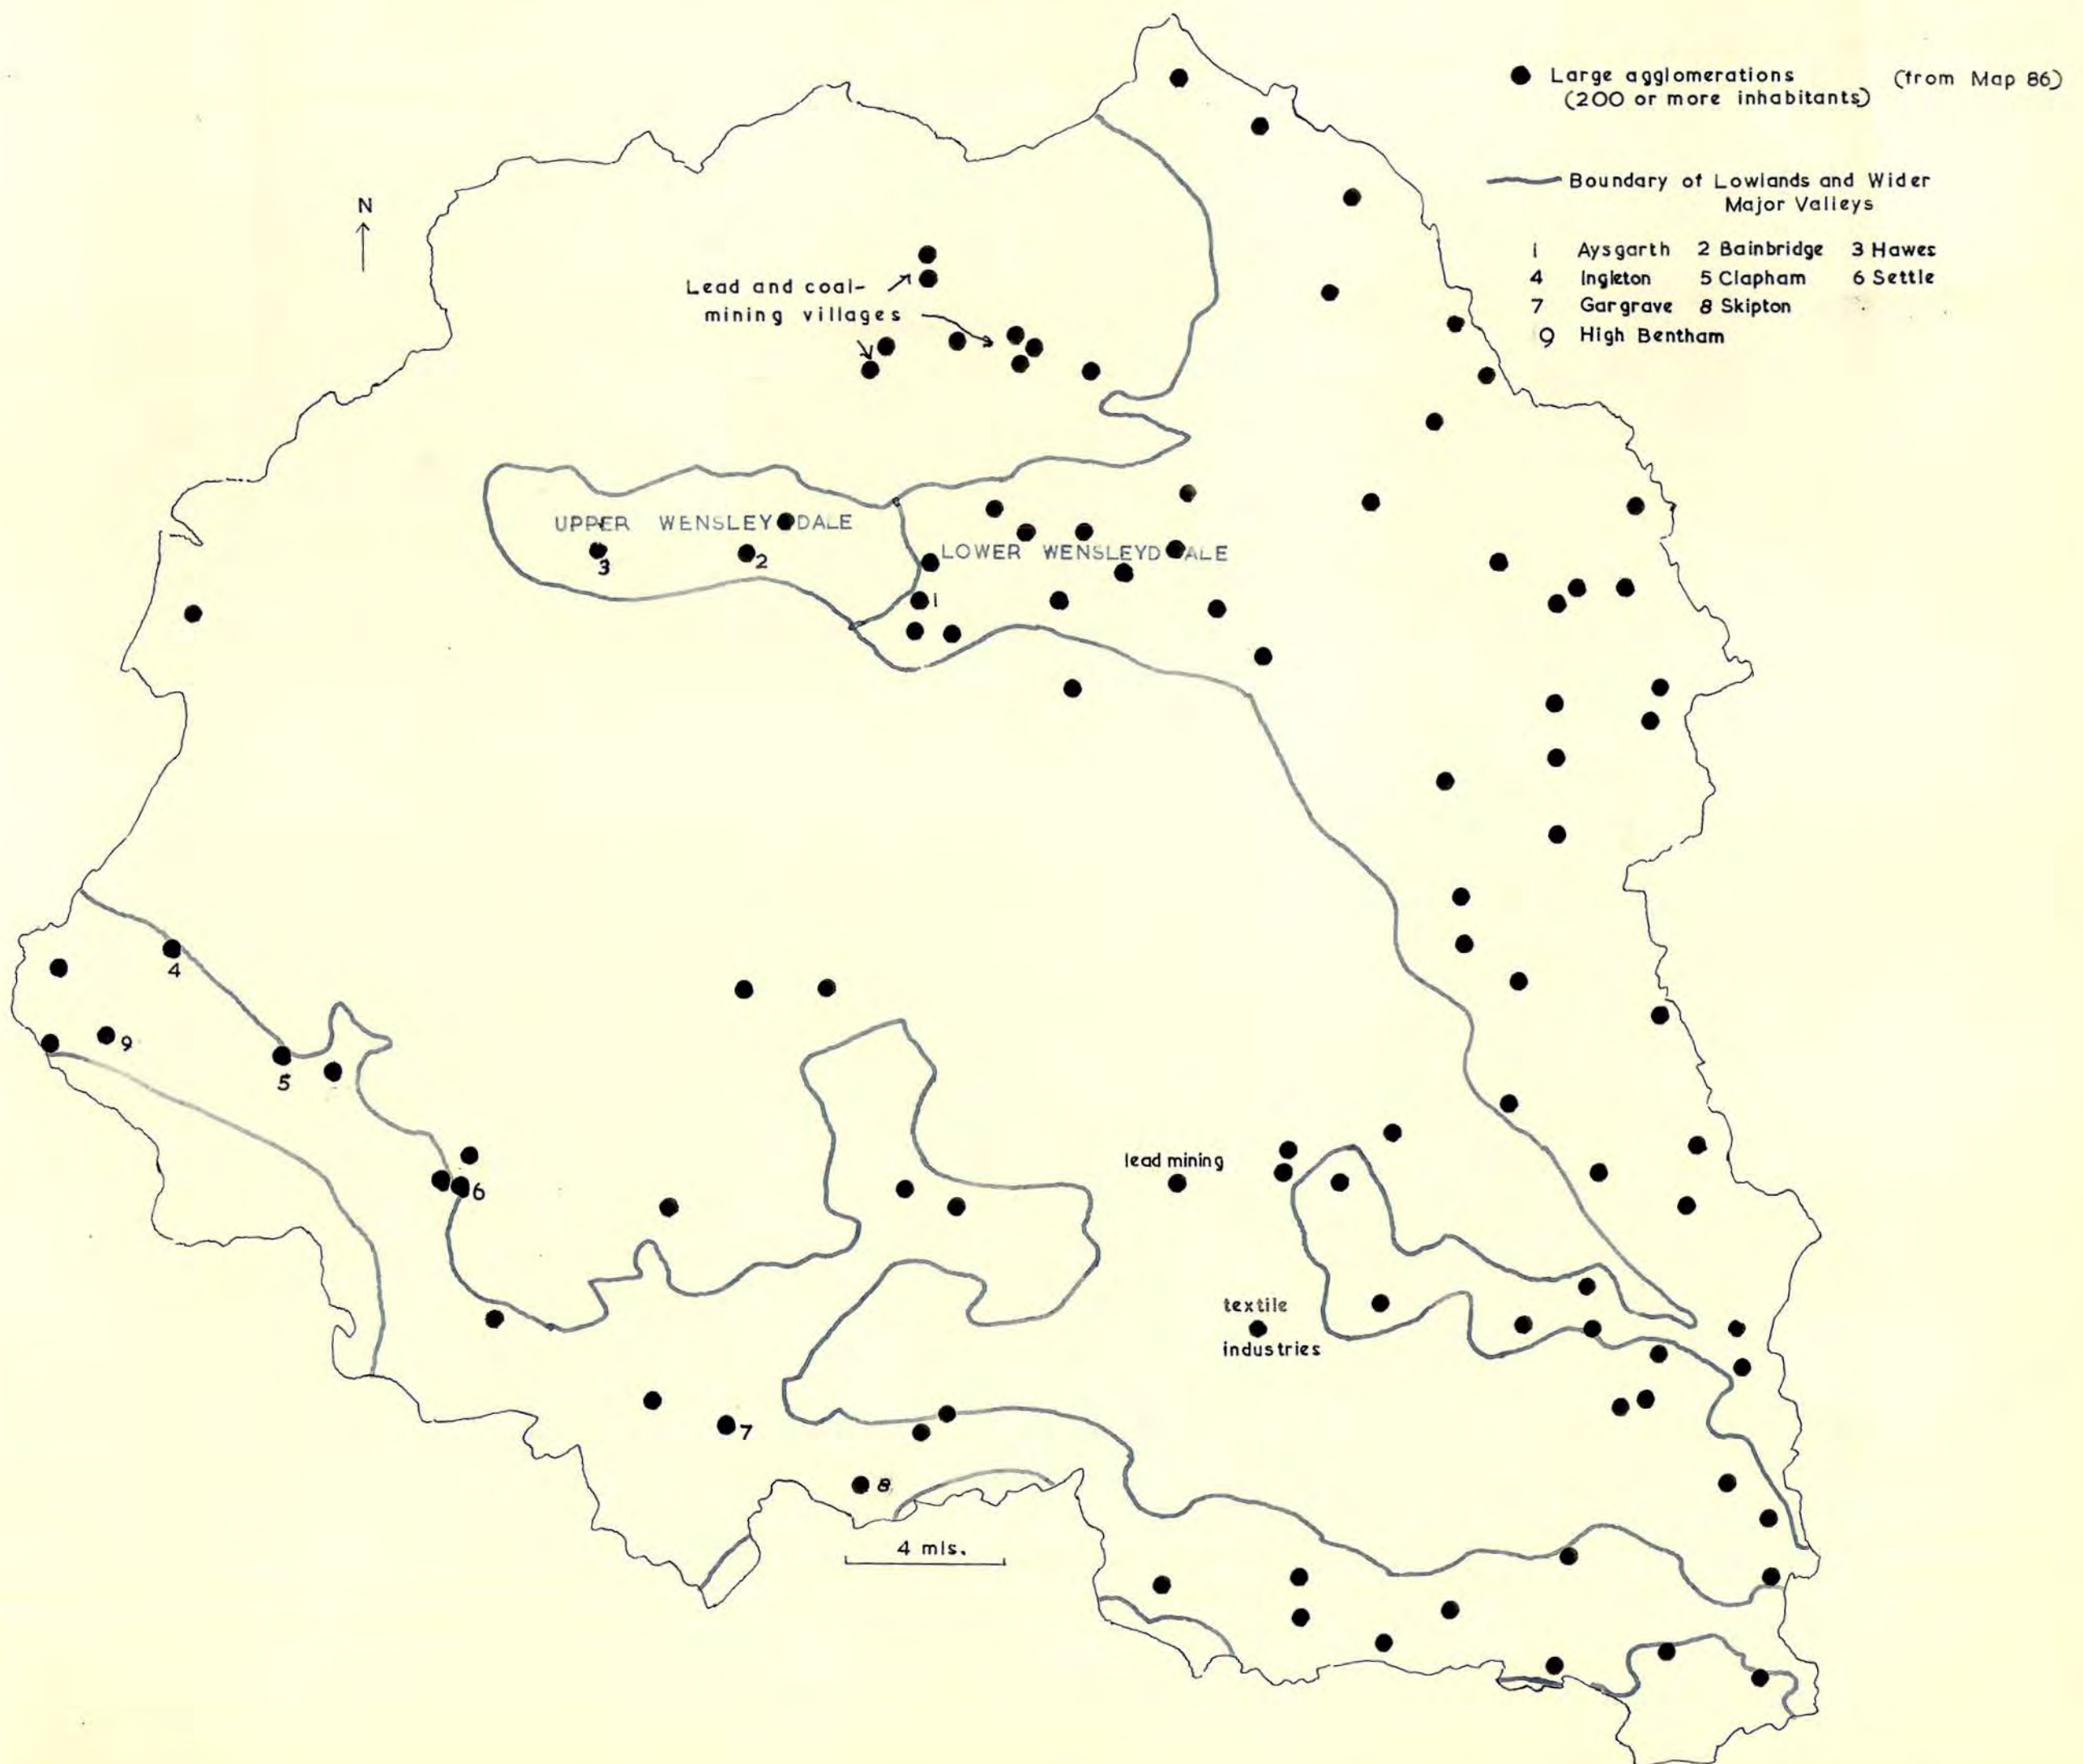 Large agglomerations (from Map 86)
(200 or more inhabitants)
Boundary of Lowlands and Wider
Major Valleys
1 Aysgarth 2 Bainbridge 3 Hawes
4 Ingleton 5 Clapham 6 Settle
7 Gargrave 8 Skipton
9 High Bentham
N
Lead and coal-
mining villages
UPPER WENSLEYDALE
3
2
LOWER WENSLEYDALE
1
4
9
5
6
lead mining
textile
industries
7
8
4 mls.